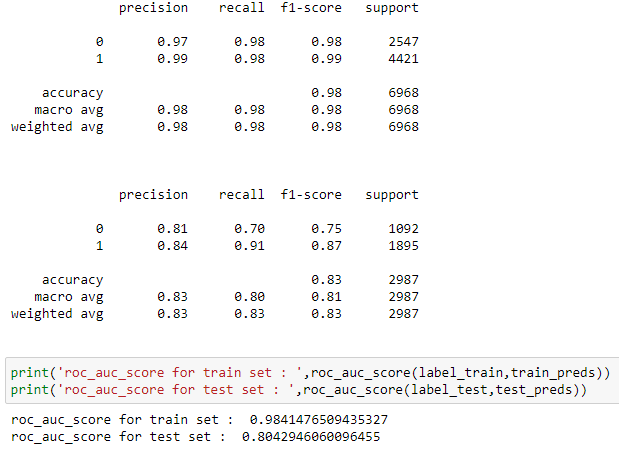 precision recall f1-score support
0 0.97 0.98 0.98 2547
1 0.99 0.98 0.99 4421
accuracy 0.98 6968
macro avg 0.98 0.98 0.98 6968
weighted avg 0.98 0.98 0.98 6968
precision recall f1-score support
0 0.81 0.70 0.75 1092
1 0.84 0.91 0.87 1895
accuracy 0.83 2987
macro avg 0.83 0.80 0.81 2987
weighted avg 0.83 0.83 0.83 2987
print('roc_auc_score for train set : ',roc_auc_score(label_train,train_preds))
print('roc_auc_score for test set : ',roc_auc_score(label_test,test_preds))
roc_auc_score for train set :  0.9841476509435327
roc_auc_score for test set :  0.8042946060096455